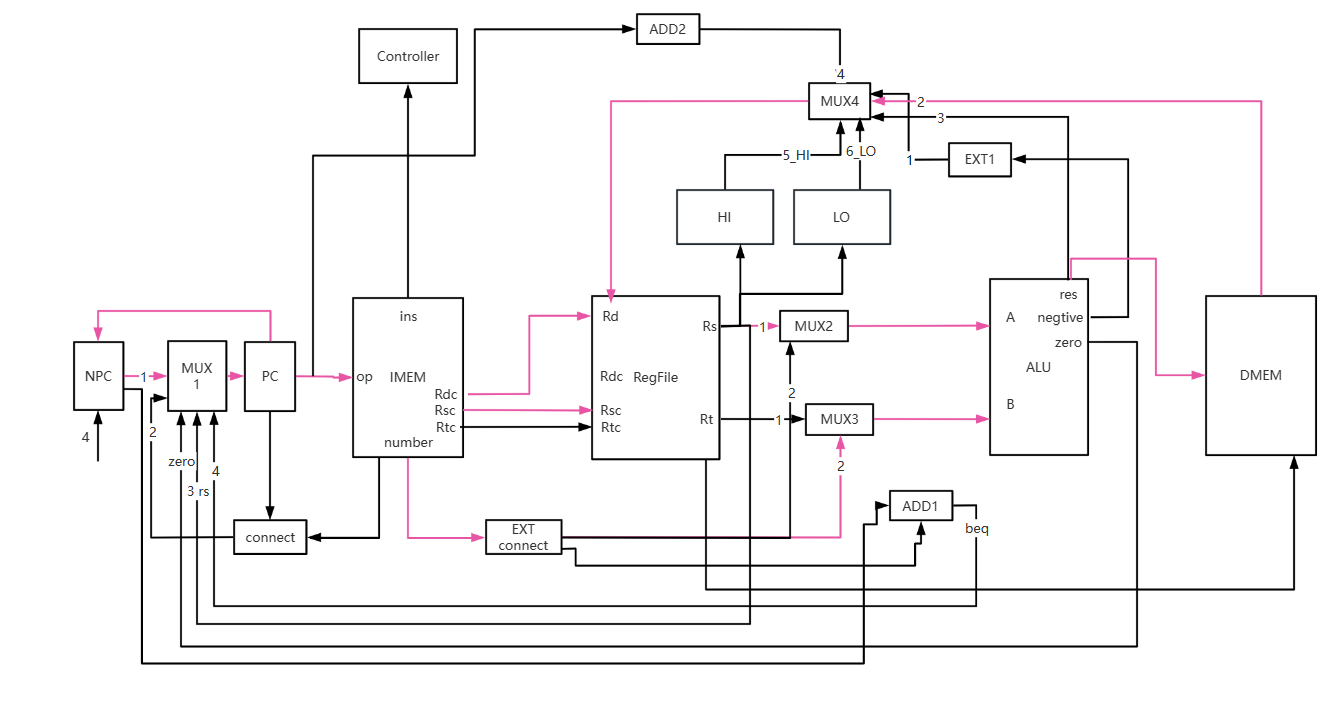 ADD2
Controller
4
MUX4
2
3
5_HI
6_LO
1
EXT1
HI
LO
res
ins
Rd
Rs
1
MUX2
A
negtive
zero
NPC
1
MUX
1
PC
op
IMEM
Rdc
RegFile
ALU
DMEM
Rdc
Rsc
Rsc
2
B
Rtc
Rtc
Rt
1
MUX3
4
2
number
zero
4
2
3 rs
ADD1
beq
connect
EXT
connect